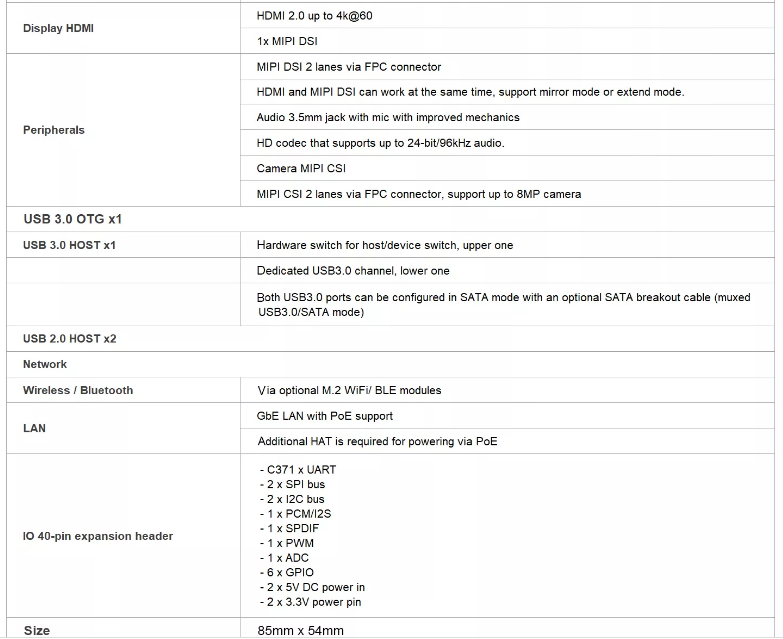 HDMI 2.0 up to 4k@60
Display HDMI
1x MIPI DSI
MIPI DSI 2 lanes via FPC connector
HDMI and MIPI DSI can work at the same time, support mirror mode or extend mode.
Audio 3.5mm jack with mic with improved mechanics
Peripherals
HD codec that supports up to 24-bit/96kHz audio.
Camera MIPI CSI
MIPI CSI 2 lanes via FPC connector, support up to 8MP camera
USB 3.0 OTG x1
USB 3.0 HOST x1 Hardware switch for host/device switch, upper one
Dedicated USB3.0 channel, lower one
Both USB3.0 ports can be configured in SATA mode with an optional SATA breakout cable (muxed
USB3.0/SATA mode)
USB 2.0 HOST x2
Network
Wireless / Bluetooth Via optional M.2 WiFi/ BLE modules
GbE LAN with PoE support
LAN
Additional HAT is required for powering via PoE
- C371 x UART
- 2 x SPI bus
- 2 x I2C bus
- 1 x PCM/I2S
- 1 x SPDIF
IO 40-pin expansion header
- 1 x PWM
- 1 x ADC
- 6 x GPIO
- 2 x 5V DC power in
- 2 x 3.3V power pin
Size 85mm x 54mm